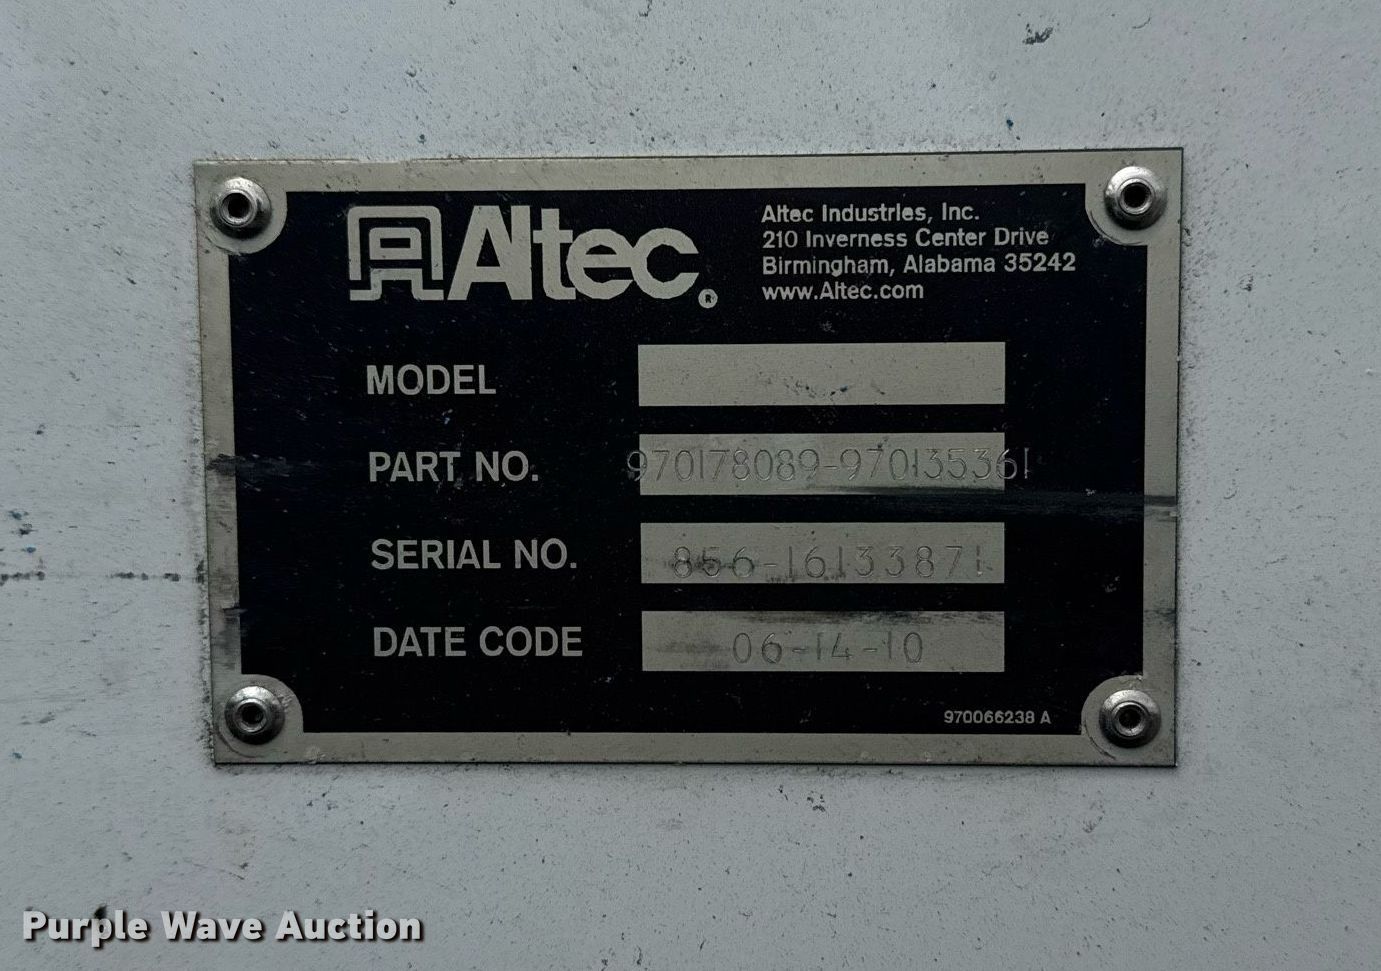 Altec®
Altec Industries, Inc.
210 Inverness Center Drive
Birmingham, Alabama 35242
www.Altec.com
MODEL
PART NO. 970178089-970135361
SERIAL NO. 856-16133871
DATE CODE 06-14-10
970066238 A
Purple Wave Auction